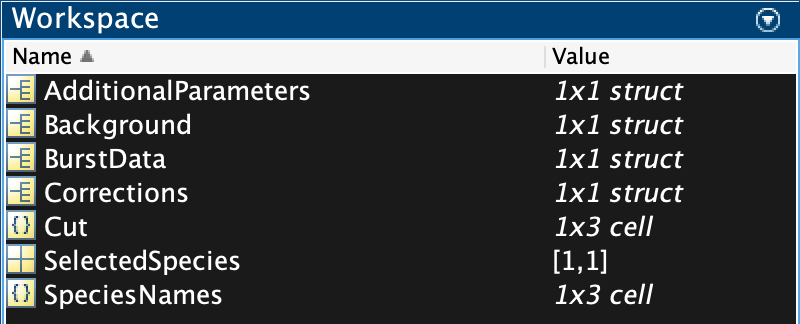 Workspace
Name Value
AdditionalParameters 1x1 struct
Background 1x1 struct
BurstData 1x1 struct
Corrections 1x1 struct
Cut 1x3 cell
SelectedSpecies [1,1]
SpeciesNames 1x3 cell